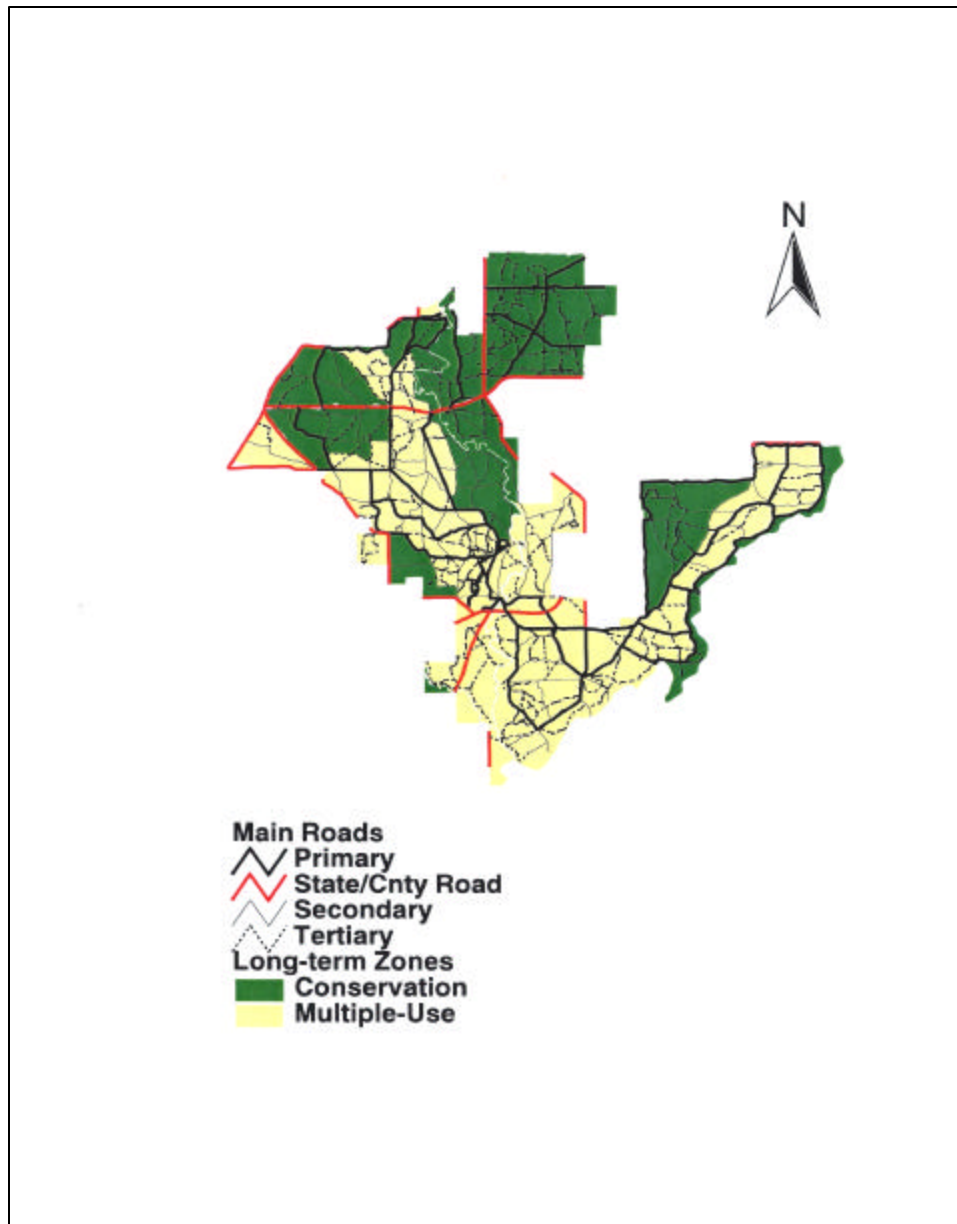 N
Main Roads
Primary
State/Cnty Road
Secondary
Tertiary
Long-term Zones
Conservation
Multiple-Use